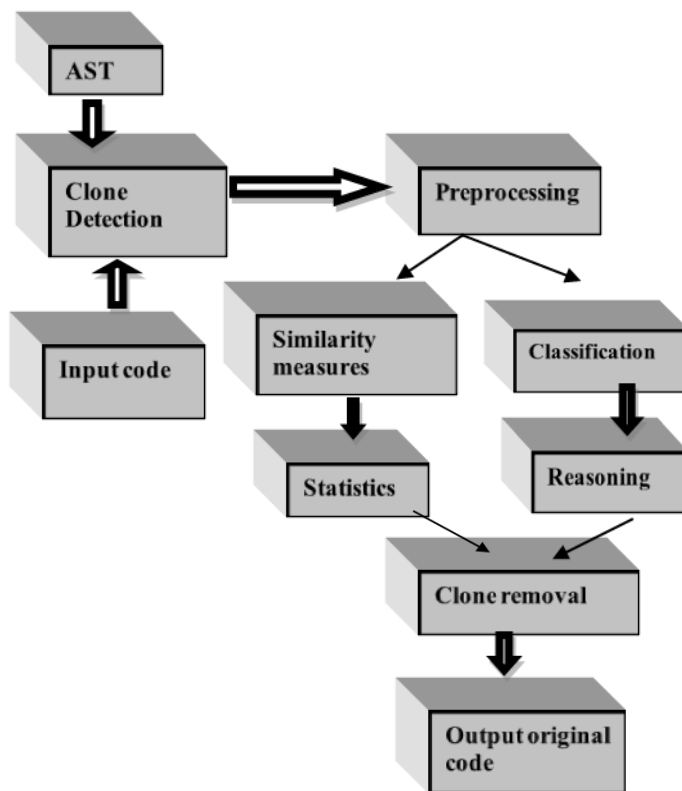 AST
Clone
Detection
Preprocessing
Input code
Similarity
measures
Classification
Statistics
Reasoning
Clone removal
Output original
code